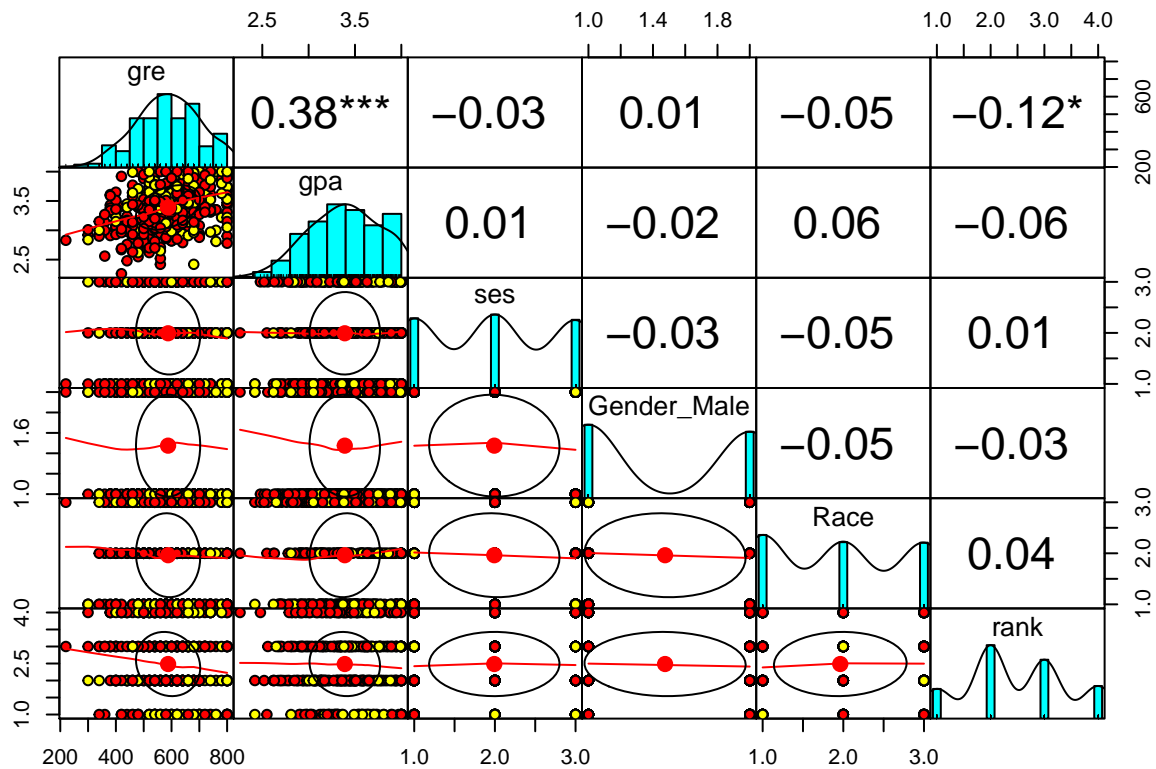 2.5 3.5 1.0 1.4 1.8 1.0 2.0 3.0 4.0
gre 0.38*** −0.03 0.01 −0.05 −0.12* 200 600
2.5 3.5 gpa 0.01 −0.02 0.06 −0.06
ses −0.03 −0.05 0.01 1.0 2.0 3.0
1.0 1.6 Gender_Male −0.05 −0.03
Race 0.04 1.0 2.0 3.0
1.0 2.5 4.0 rank
200 400 600 800 1.0 2.0 3.0 1.0 2.0 3.0